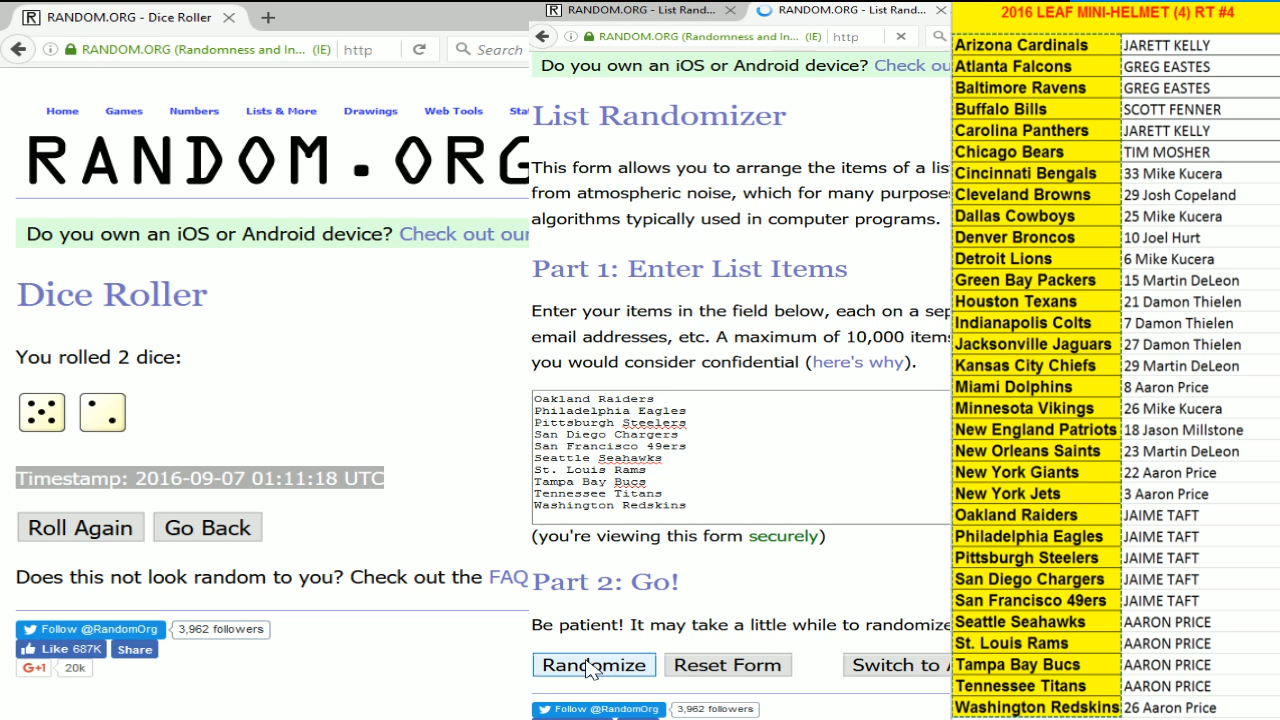 RANDOM.ORG - Dice Roller
RANDOM.ORG (Randomness and In... (IE)
http
Search
Home
Games
Numbers
Lists & More
Drawings
Web Tools
RANDOM.ORG
Do you own an iOS or Android device? Check out our
Dice Roller
You rolled 2 dice:
Timestamp: 2016-09-07 01:11:18 UTC
Roll Again
Go Back
Does this not look random to you? Check out the FAQ
Follow @RandomOrg
3,962 followers
Like 687K
Share
G+1
20k
RANDOM.ORG - List Rand...
RANDOM.ORG - List Rand...
RANDOM.ORG (Randomness and In... (IE)
http
Do you own an iOS or Android device? Check ou
List Randomizer
This form allows you to arrange the items of a lis
from atmospheric noise, which for many purposes
algorithms typically used in computer programs.
Part 1: Enter List Items
Enter your items in the field below, each on a sep
email addresses, etc. A maximum of 10,000 items
you would consider confidential (here's why).
Oakland Raiders
Philadelphia Eagles
Pittsburgh Steelers
San Diego Chargers
San Francisco 49ers
Seattle Seahawks
St. Louis Rams
Tampa Bay Bucs
Tennessee Titans
Washington Redskins
(you're viewing this form securely)
Part 2: Go!
Be patient! It may take a little while to randomize
Randomize
Reset Form
Switch to A
Follow @RandomOrg
3,962 followers
2016 LEAF MINI-HELMET (4) RT #4
Arizona Cardinals JARETT KELLY
Atlanta Falcons GREG EASTES
Baltimore Ravens GREG EASTES
Buffalo Bills SCOTT FENNER
Carolina Panthers JARETT KELLY
Chicago Bears TIM MOSHER
Cincinnati Bengals 33 Mike Kucera
Cleveland Browns 29 Josh Copeland
Dallas Cowboys 25 Mike Kucera
Denver Broncos 10 Joel Hurt
Detroit Lions 6 Mike Kucera
Green Bay Packers 15 Martin DeLeon
Houston Texans 21 Damon Thielen
Indianapolis Colts 7 Damon Thielen
Jacksonville Jaguars 27 Damon Thielen
Kansas City Chiefs 29 Martin DeLeon
Miami Dolphins 8 Aaron Price
Minnesota Vikings 26 Mike Kucera
New England Patriots 18 Jason Millstone
New Orleans Saints 23 Martin DeLeon
New York Giants 22 Aaron Price
New York Jets 3 Aaron Price
Oakland Raiders JAIME TAFT
Philadelphia Eagles JAIME TAFT
Pittsburgh Steelers JAIME TAFT
San Diego Chargers JAIME TAFT
San Francisco 49ers JAIME TAFT
Seattle Seahawks AARON PRICE
St. Louis Rams AARON PRICE
Tampa Bay Bucs AARON PRICE
Tennessee Titans AARON PRICE
Washington Redskins 26 Aaron Price